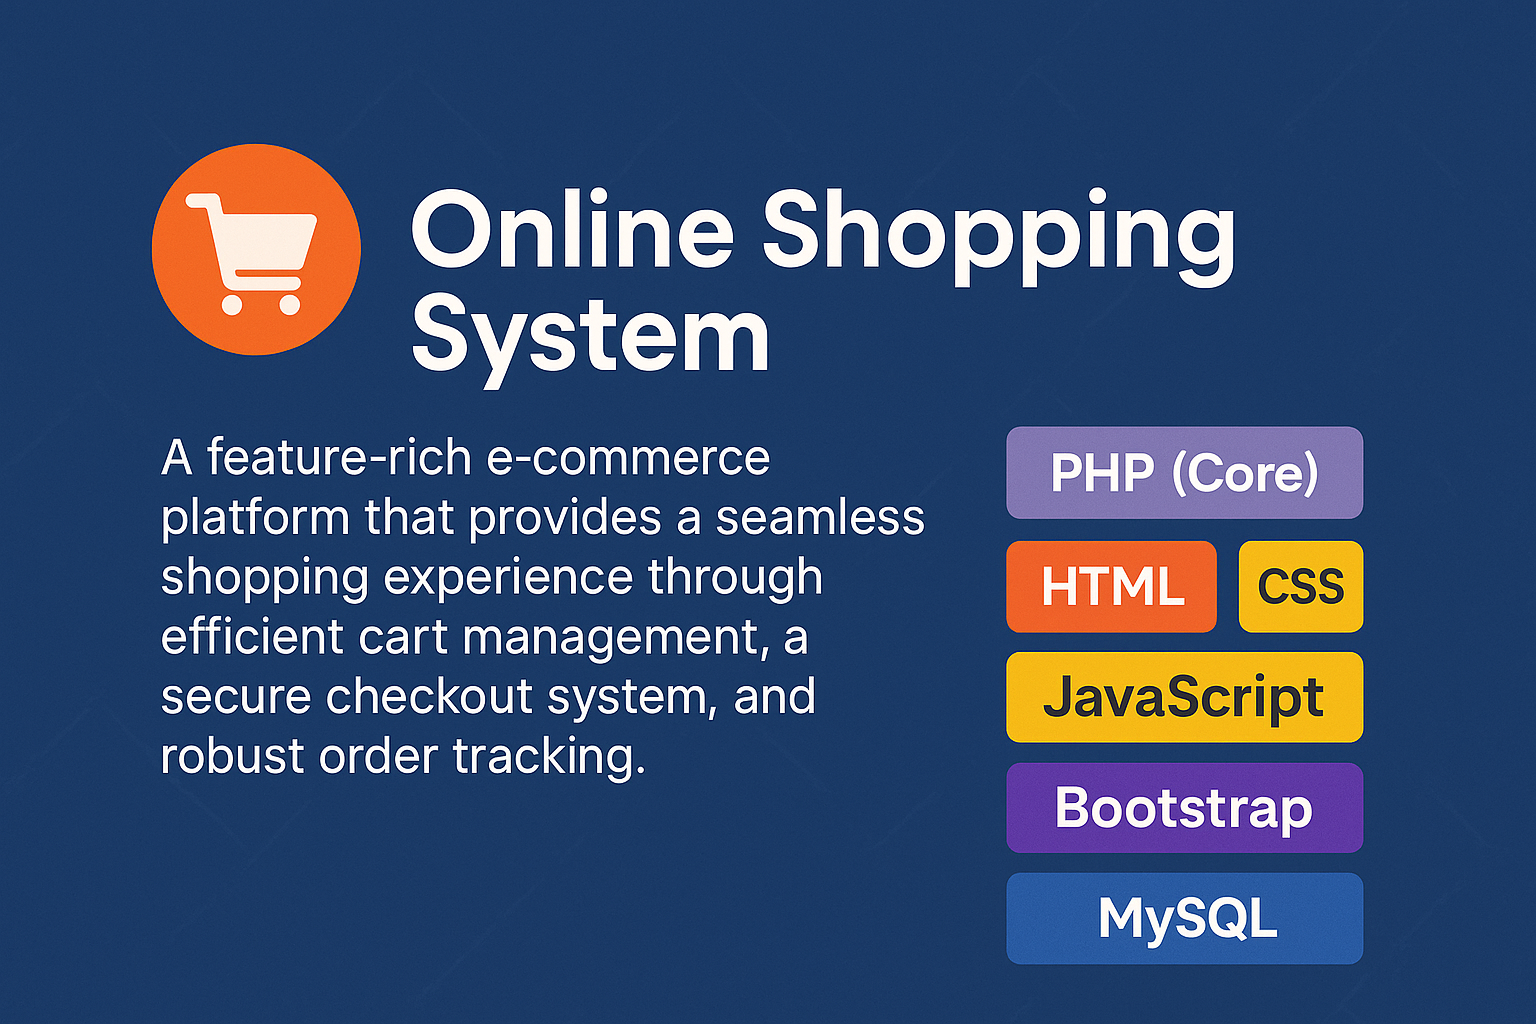 Online Shopping
System
A feature-rich e-commerce
platform that provides a seamless
shopping experience through
efficient cart management, a
secure checkout system, and
robust order tracking.
PHP (Core)
HTML CSS
JavaScript
Bootstrap
MySQL